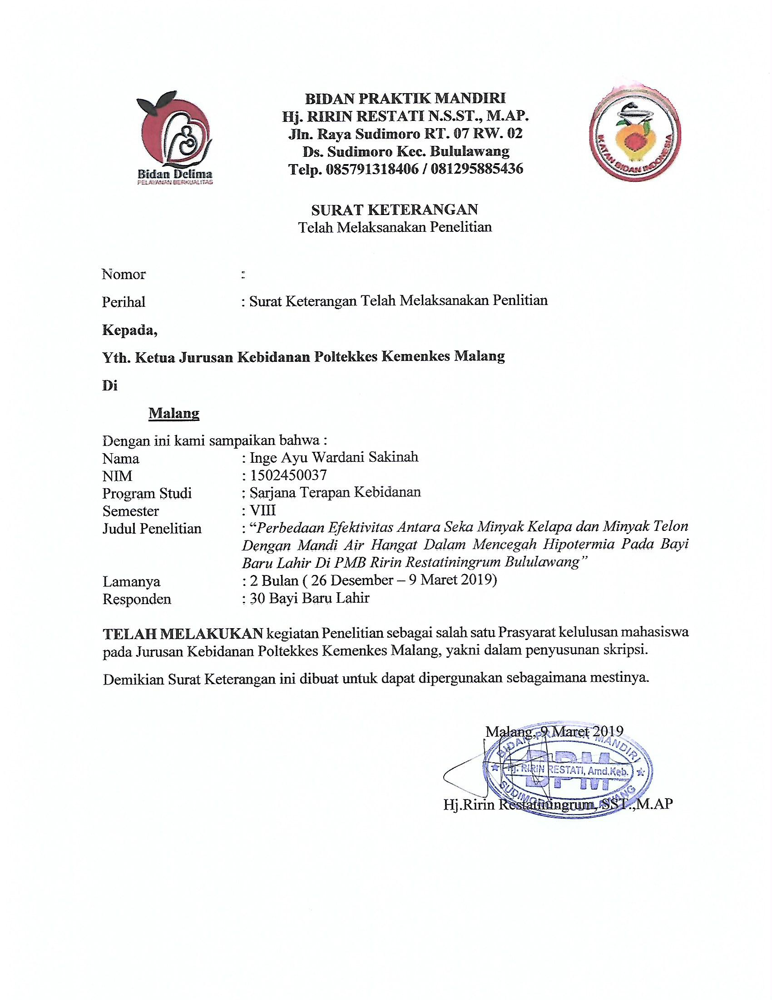 BIDAN PRAKTIK MANDIRI
Hj. RIRIN RESTATI N.S.ST., M.AP.
Jln. Raya Sudimoro RT. 07 RW. 02
Ds. Sudimoro Kec. Bululawang
Telp. 085791318406 / 081295885436
Bidan Delima
PELAYANAN BERKUALITAS
IKATAN BIDAN INDONESIA
SURAT KETERANGAN
Telah Melaksanakan Penelitian
Nomor :
Perihal : Surat Keterangan Telah Melaksanakan Penlitian
Kepada,
Yth. Ketua Jurusan Kebidanan Poltekkes Kemenkes Malang
Di
Malang
Dengan ini kami sampaikan bahwa :
Nama : Inge Ayu Wardani Sakinah
NIM : 1502450037
Program Studi : Sarjana Terapan Kebidanan
Semester : VIII
Judul Penelitian : “Perbedaan Efektivitas Antara Seka Minyak Kelapa dan Minyak Telon
Dengan Mandi Air Hangat Dalam Mencegah Hipotermia Pada Bayi
Baru Lahir Di PMB Ririn Restatiningrum Bululawang”
Lamanya : 2 Bulan ( 26 Desember – 9 Maret 2019)
Responden : 30 Bayi Baru Lahir
TELAH MELAKUKAN kegiatan Penelitian sebagai salah satu Prasyarat kelulusan mahasiswa
pada Jurusan Kebidanan Poltekkes Kemenkes Malang, yakni dalam penyusunan skripsi.
Demikian Surat Keterangan ini dibuat untuk dapat dipergunakan sebagaimana mestinya.
Malang, 9 Maret 2019
BIDAN PRAKTEK MANDIRI
BPM
Hj. RIRIN RESTATI, Amd.Keb.
SUDIMORO BULULAWANG
Hj.Ririn Restatiningrum, SST.,M.AP